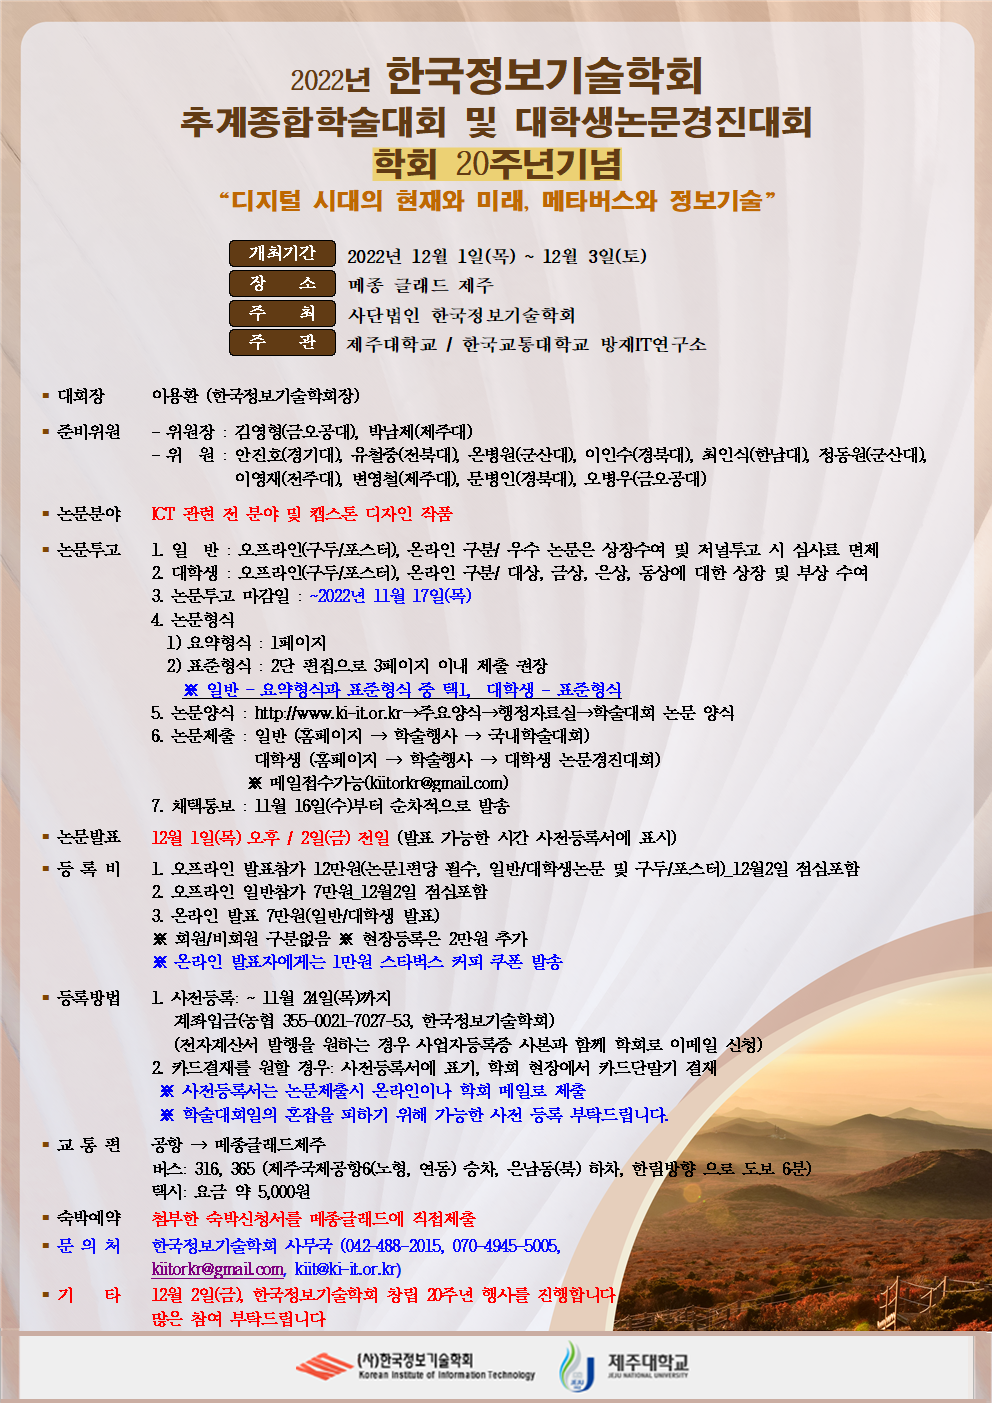 2022년 한국정보기술학회
추계종합학술대회 및 대학생논문경진대회
학회 20주년기념
“디지털 시대의 현재와 미래, 메타버스와 정보기술”
개최기간 2022년 12월 1일(목) ~ 12월 3일(토)
장 소 메종 글래드 제주
주 최 사단법인 한국정보기술학회
주 관 제주대학교 / 한국교통대학교 방재IT연구소
▪ 대회장 이용환 (한국정보기술학회장)
▪ 준비위원 - 위원장 : 김영형(금오공대), 박남제(제주대)
- 위 원 : 안진호(경기대), 유철중(전북대), 온병원(군산대), 이인수(경북대), 최인식(한남대), 정동원(군산대),
이영재(전주대), 변영철(제주대), 문병인(경북대), 오병우(금오공대)
▪ 논문분야 ICT 관련 전 분야 및 캡스톤 디자인 작품
▪ 논문투고 1. 일 반 : 오프라인(구두/포스터), 온라인 구분/ 우수 논문은 상장수여 및 저널투고 시 심사료 면제
2. 대학생 : 오프라인(구두/포스터), 온라인 구분/ 대상, 금상, 은상, 동상에 대한 상장 및 부상 수여
3. 논문투고 마감일 : ~2022년 11월 17일(목)
4. 논문형식
1) 요약형식 : 1페이지
2) 표준형식 : 2단 편집으로 3페이지 이내 제출 권장
※ 일반 - 요약형식과 표준형식 중 택1, 대학생 - 표준형식
5. 논문양식 : http://www.ki-it.or.kr→주요양식→행정자료실→학술대회 논문 양식
6. 논문제출 : 일반 (홈페이지 → 학술행사 → 국내학술대회)
대학생 (홈페이지 → 학술행사 → 대학생 논문경진대회)
※ 메일접수가능(kiitorkr@gmail.com)
7. 채택통보 : 11월 16일(수)부터 순차적으로 발송
▪ 논문발표 12월 1일(목) 오후 / 2일(금) 전일 (발표 가능한 시간 사전등록서에 표시)
▪ 등 록 비 1. 오프라인 발표참가 12만원(논문1편당 필수, 일반/대학생논문 및 구두/포스터)_12월2일 점심포함
2. 오프라인 일반참가 7만원_12월2일 점심포함
3. 온라인 발표 7만원(일반/대학생 발표)
※ 회원/비회원 구분없음 ※ 현장등록은 2만원 추가
※ 온라인 발표자에게는 1만원 스타벅스 커피 쿠폰 발송
▪ 등록방법 1. 사전등록: ~ 11월 24일(목)까지
계좌입금(농협 355-0021-7027-53, 한국정보기술학회)
(전자계산서 발행을 원하는 경우 사업자등록증 사본과 함께 학회로 이메일 신청)
2. 카드결재를 원할 경우: 사전등록서에 표기, 학회 현장에서 카드단말기 결재
※ 사전등록서는 논문제출시 온라인이나 학회 메일로 제출
※ 학술대회일의 혼잡을 피하기 위해 가능한 사전 등록 부탁드립니다.
▪ 교 통 편 공항 → 메종글래드제주
버스: 316, 365 (제주국제공항6(노형, 연동) 승차, 은남동(북) 하차, 한림방향 으로 도보 6분)
택시: 요금 약 5,000원
▪ 숙박예약 첨부한 숙박신청서를 메종글래드에 직접제출
▪ 문 의 처 한국정보기술학회 사무국 (042-488-2015, 070-4945-5005,
kiitorkr@gmail.com, kiit@ki-it.or.kr)
▪ 기 타 12월 2일(금), 한국정보기술학회 창립 20주년 행사를 진행합니다
많은 참여 부탁드립니다
(사)한국정보기술학회 제주대학교
Korean Institute of Information Technology JEJU NATIONAL UNIVERSITY